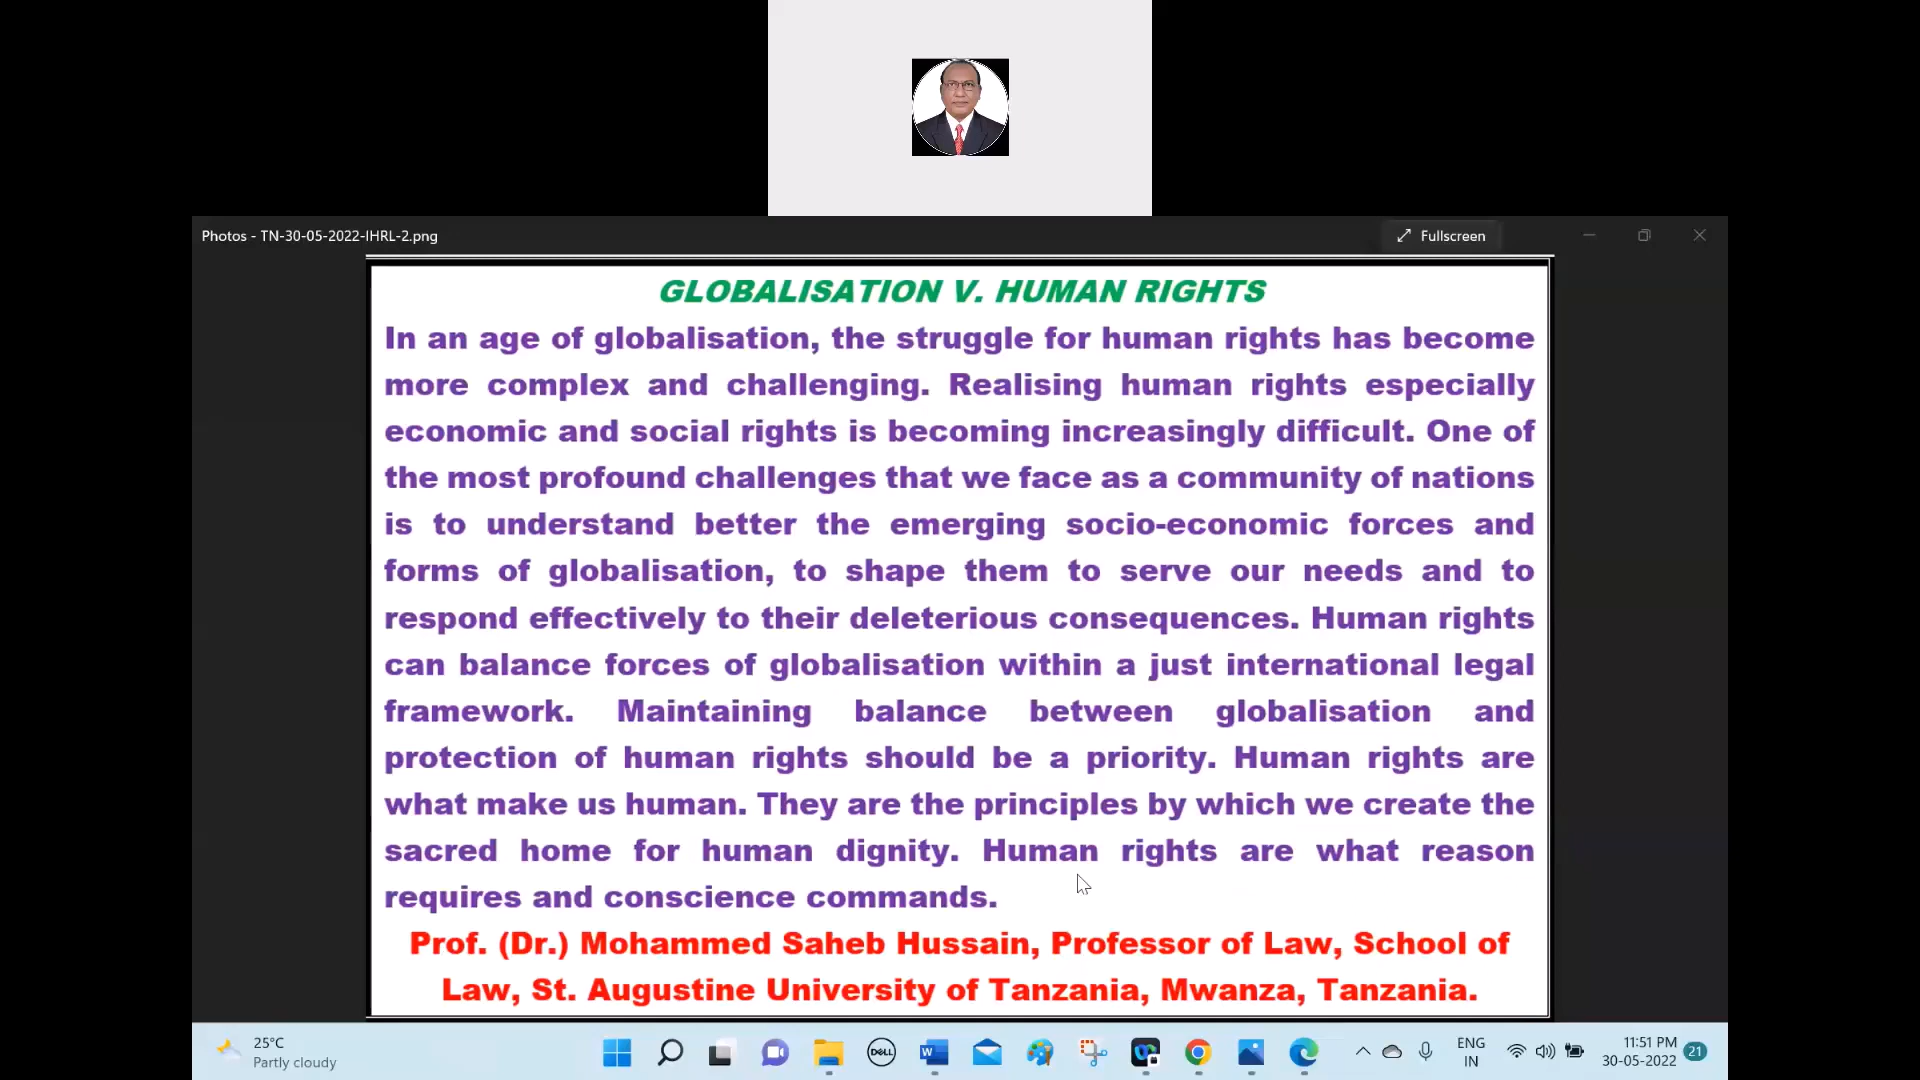 Photos - TN-30-05-2022-IHRL-2.png
Fullscreen
GLOBALISATION V. HUMAN RIGHTS
In an age of globalisation, the struggle for human rights has become
more complex and challenging. Realising human rights especially
economic and social rights is becoming increasingly difficult. One of
the most profound challenges that we face as a community of nations
is to understand better the emerging socio-economic forces and
forms of globalisation, to shape them to serve our needs and to
respond effectively to their deleterious consequences. Human rights
can balance forces of globalisation within a just international legal
framework. Maintaining balance between globalisation and
protection of human rights should be a priority. Human rights are
what make us human. They are the principles by which we create the
sacred home for human dignity. Human rights are what reason
requires and conscience commands.
Prof. (Dr.) Mohammed Saheb Hussain, Professor of Law, School of
Law, St. Augustine University of Tanzania, Mwanza, Tanzania.
25°C
Partly cloudy
DELL
W
ENG
IN
11:51 PM
30-05-2022
21